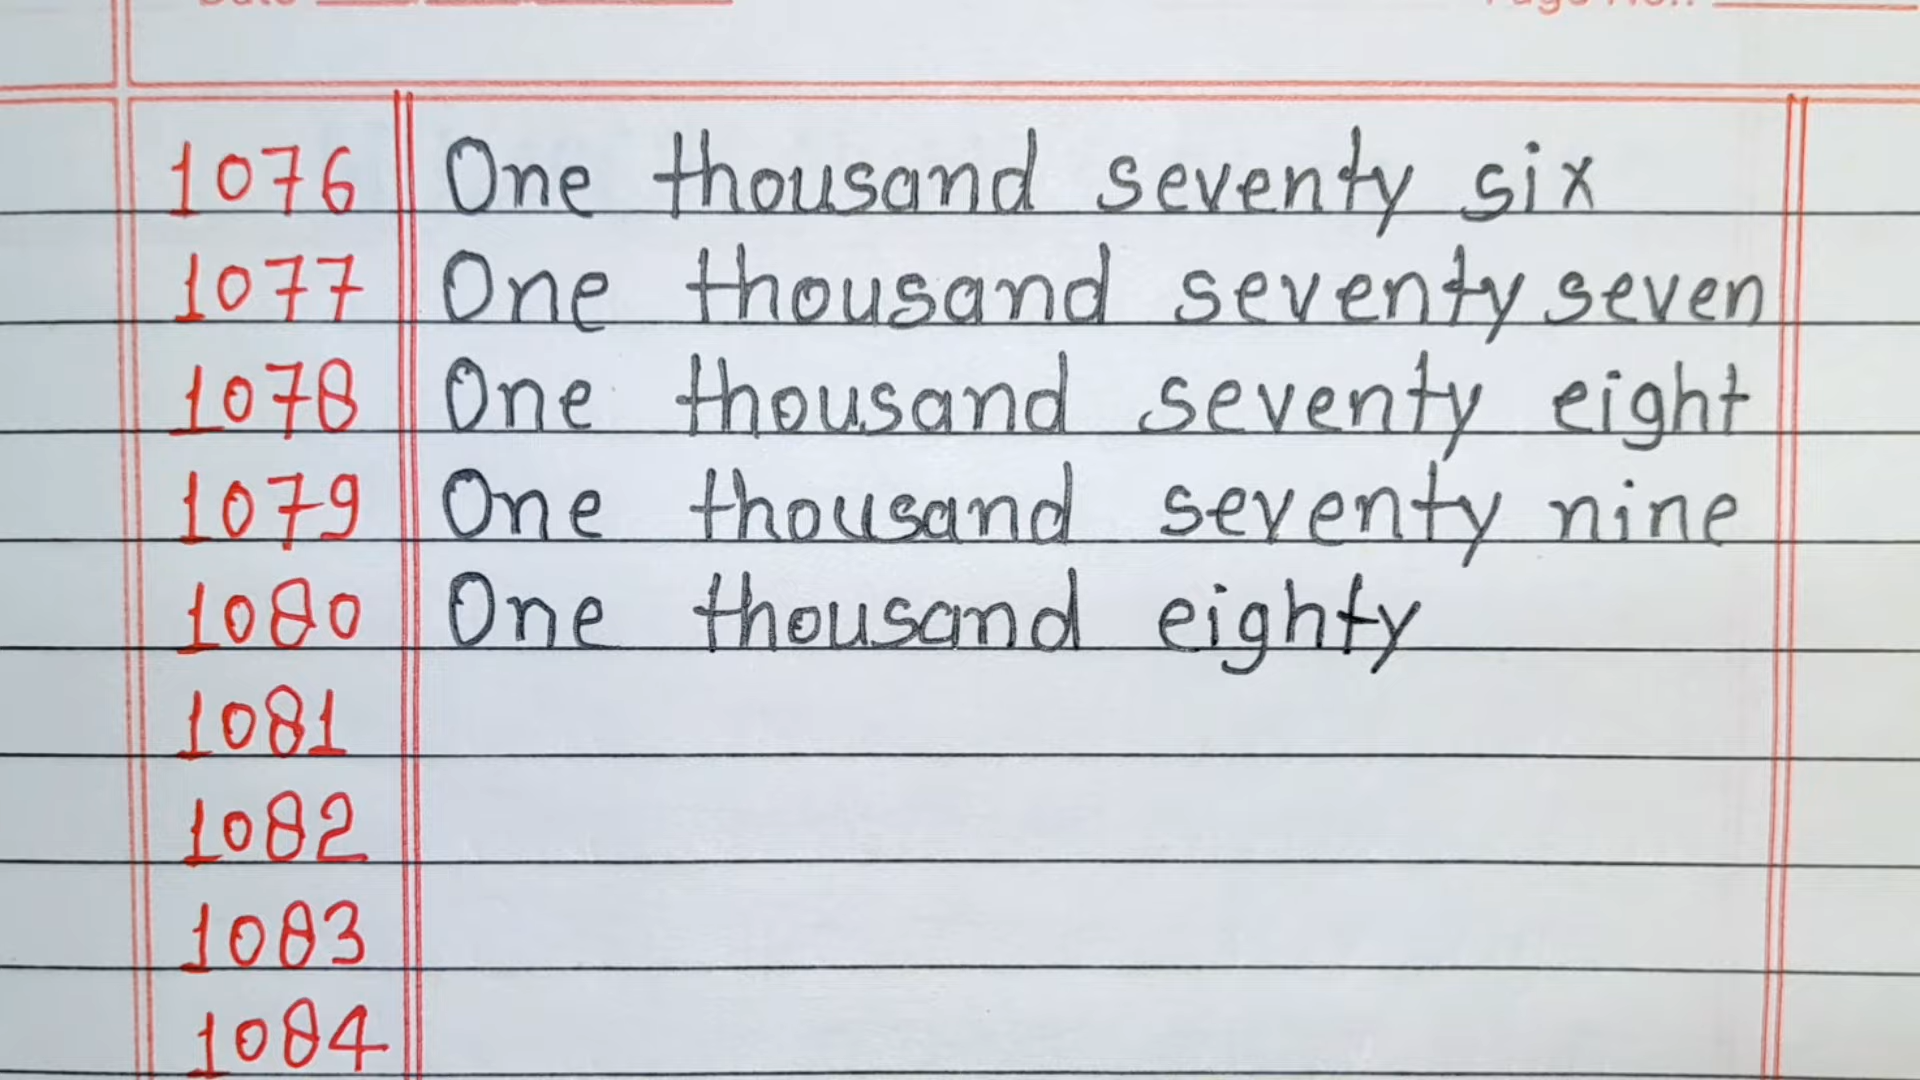 1076 One thousand seventy six
1077 One thousand seventy seven
1078 One thousand seventy eight
1079 One thousand seventy nine
1080 One thousand eighty
1081
1082
1083
1084